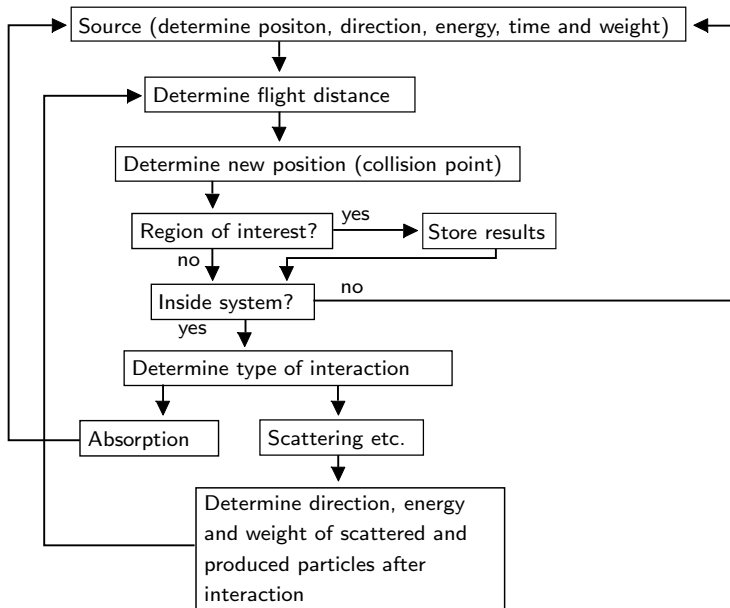 Source (determine positon, direction, energy, time and weight)
Determine flight distance
Determine new position (collision point)
Region of interest?
yes
Store results
no
Inside system?
no
yes
Determine type of interaction
Absorption
Scattering etc.
Determine direction, energy
and weight of scattered and
produced particles after
interaction